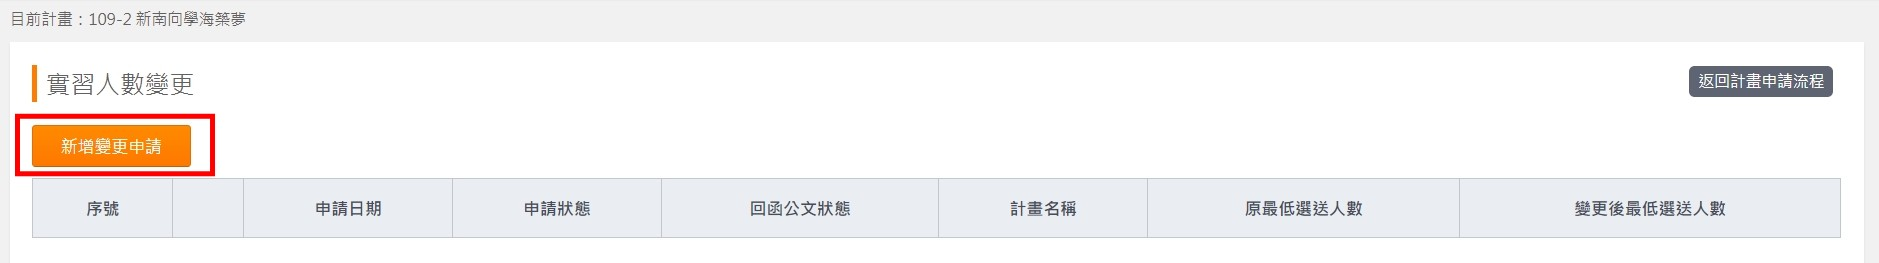 目前計畫：109-2 新南向學海築夢
實習人數變更
返回計畫申請流程
新增變更申請
序號 申請日期 申請狀態 回函公文狀態 計畫名稱 原最低選送人數 變更後最低選送人數